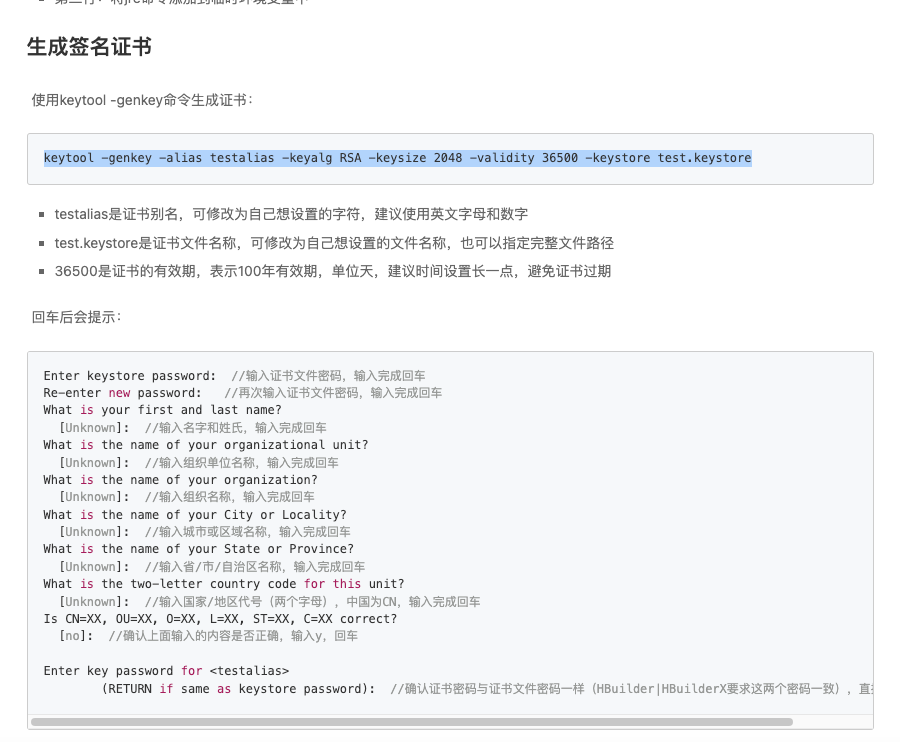 第二行：将jre命令添加到临时环境变量中
生成签名证书
使用keytool -genkey命令生成证书：
keytool -genkey -alias testalias -keyalg RSA -keysize 2048 -validity 36500 -keystore test.keystore
testalias是证书别名，可修改为自己想设置的字符，建议使用英文字母和数字
test.keystore是证书文件名称，可修改为自己想设置的文件名称，也可以指定完整文件路径
36500是证书的有效期，表示100年有效期，单位天，建议时间设置长一点，避免证书过期
回车后会提示：
Enter keystore password:  //输入证书文件密码，输入完成回车
Re-enter new password:   //再次输入证书文件密码，输入完成回车
What is your first and last name?
[Unknown]:  //输入名字和姓氏，输入完成回车
What is the name of your organizational unit?
[Unknown]:  //输入组织单位名称，输入完成回车
What is the name of your organization?
[Unknown]:  //输入组织名称，输入完成回车
What is the name of your City or Locality?
[Unknown]:  //输入城市或区域名称，输入完成回车
What is the name of your State or Province?
[Unknown]:  //输入省/市/自治区名称，输入完成回车
What is the two-letter country code for this unit?
[Unknown]:  //输入国家/地区代号（两个字母），中国为CN，输入完成回车
Is CN=XX, OU=XX, O=XX, L=XX, ST=XX, C=XX correct?
[no]:  //确认上面输入的内容是否正确，输入y，回车
Enter key password for <testalias>
(RETURN if same as keystore password):  //确认证书密码与证书文件密码一样（HBuilder|HBuilderX要求这两个密码一致），直